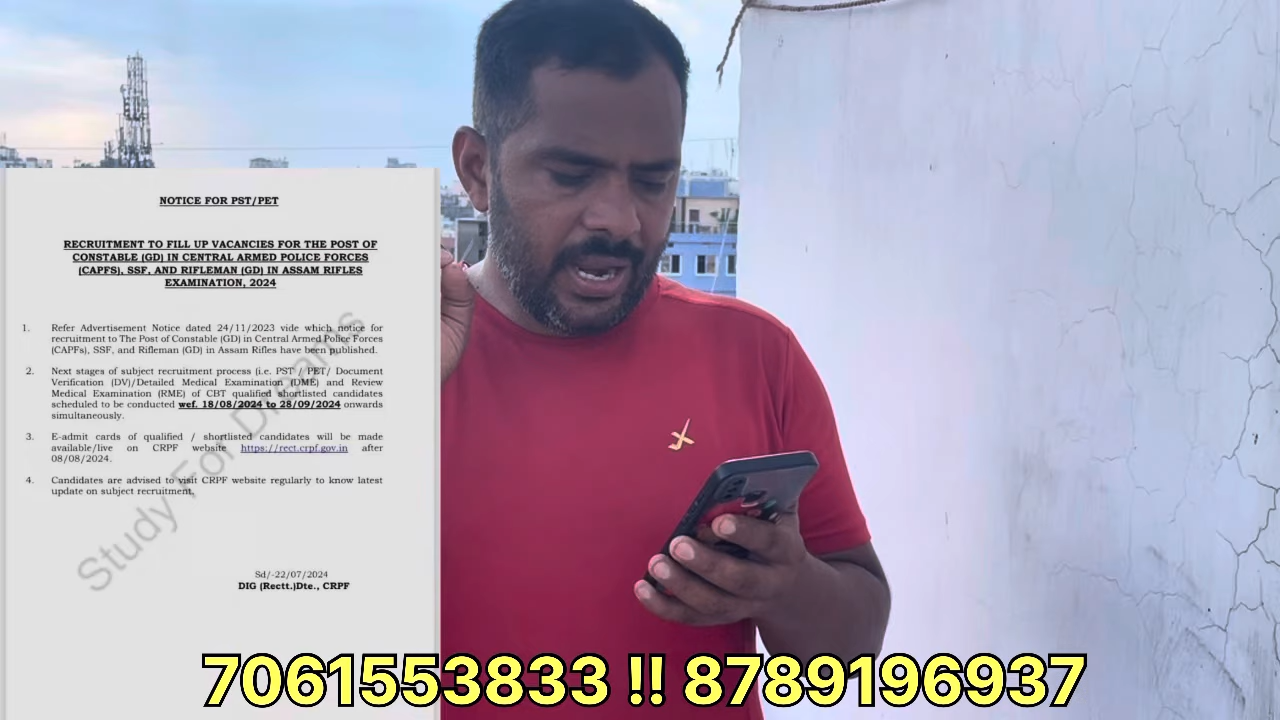 NOTICE FOR PST/PET
RECRUITMENT TO FILL UP VACANCIES FOR THE POST OF
CONSTABLE (GD) IN CENTRAL ARMED POLICE FORCES
(CAPFS), SSF, AND RIFLEMAN (GD) IN ASSAM RIFLES
EXAMINATION, 2024
1. Refer Advertisement Notice dated 24/11/2023 vide which notice for
recruitment to The Post of Constable (GD) in Central Armed Police Forces
(CAPFs), SSF, and Rifleman (GD) in Assam Rifles have been published.
2. Next stages of subject recruitment process (i.e. PST / PET/ Document
Verification (DV)/Detailed Medical Examination (DME) and Review
Medical Examination (RME) of CBT qualified shortlisted candidates
scheduled to be conducted wef. 18/08/2024 to 28/09/2024 onwards
simultaneously.
3. E-admit cards of qualified / shortlisted candidates will be made
available/live on CRPF website https://rect.crpf.gov.in after
08/08/2024.
4. Candidates are advised to visit CRPF website regularly to know latest
update on subject recruitment.
Study For Dreams
Sd/-22/07/2024
DIG (Rectt.)Dte., CRPF
7061553833 !! 8789196937